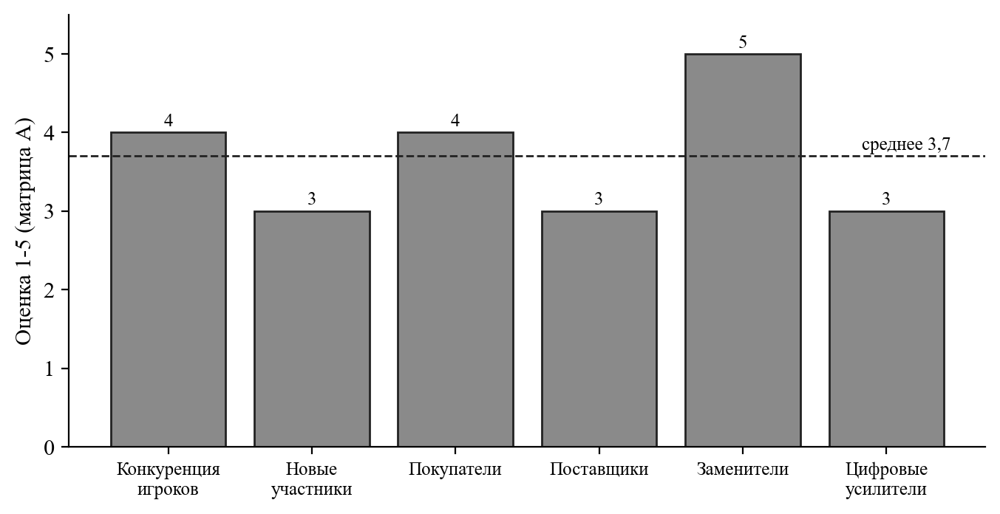 Оценка 1-5 (матрица А)
5
4
3
2
1
0
4
3
4
3
5
3
среднее 3,7
Конкуренция
игроков
Новые
участники
Покупатели
Поставщики
Заменители
Цифровые
усилители